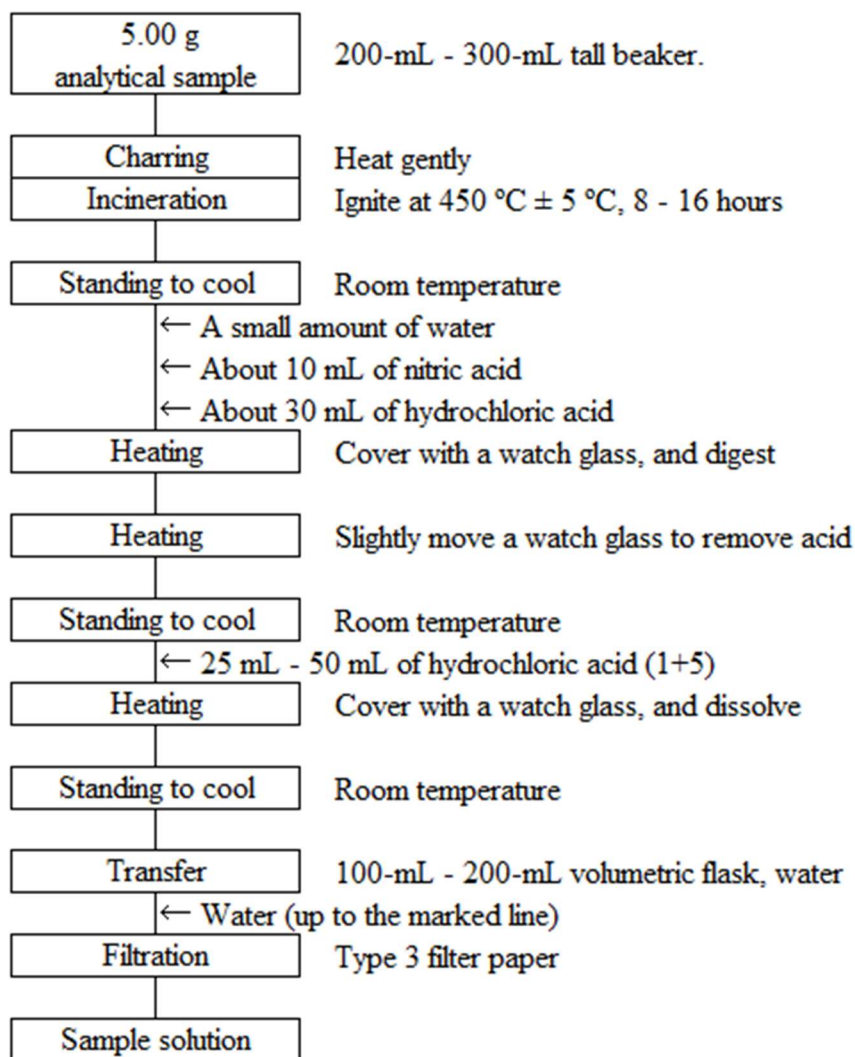 5.00 g
analytical sample
200-mL - 300-mL tall beaker.
Charring
Heat gently
Incineration
Ignite at 450 ºC ± 5 ºC, 8 - 16 hours
Standing to cool
Room temperature
← A small amount of water
← About 10 mL of nitric acid
← About 30 mL of hydrochloric acid
Heating
Cover with a watch glass, and digest
Heating
Slightly move a watch glass to remove acid
Standing to cool
Room temperature
← 25 mL - 50 mL of hydrochloric acid (1+5)
Heating
Cover with a watch glass, and dissolve
Standing to cool
Room temperature
Transfer
100-mL - 200-mL volumetric flask, water
← Water (up to the marked line)
Filtration
Type 3 filter paper
Sample solution